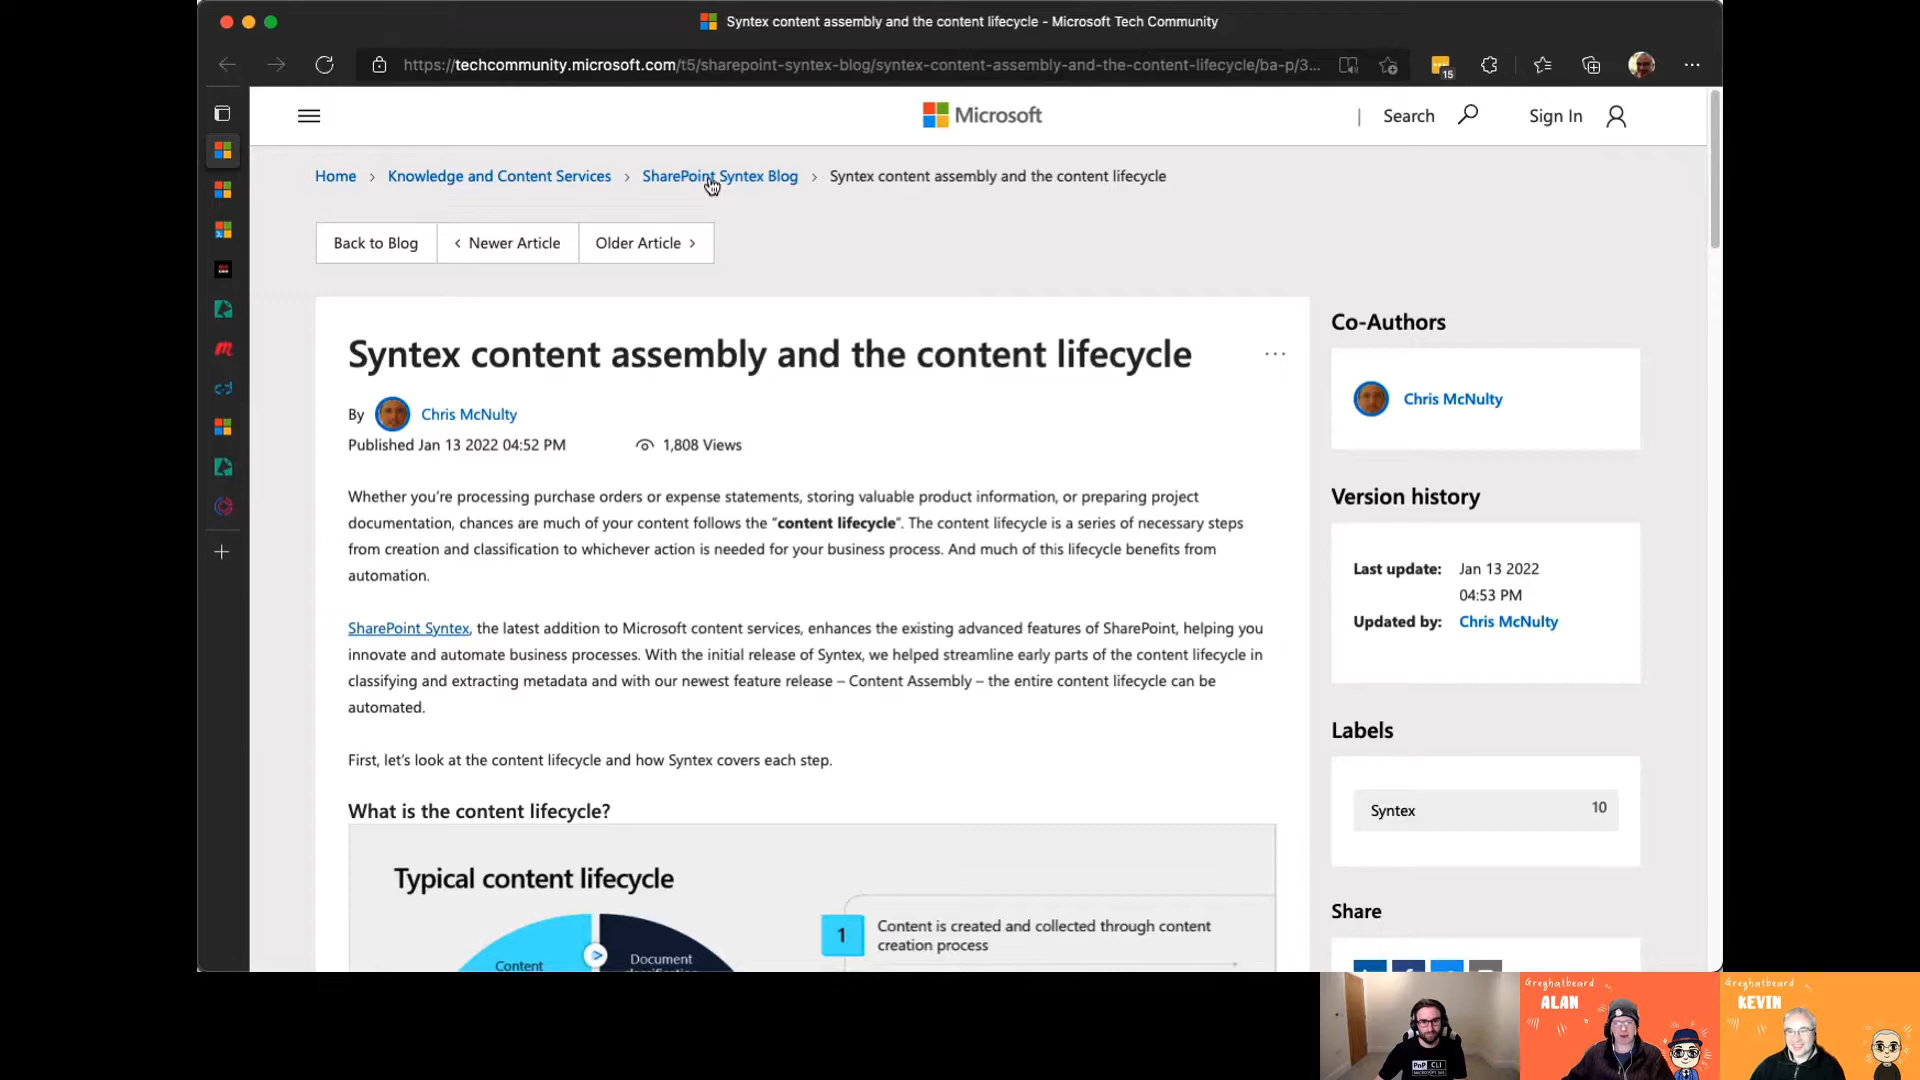 Syntex content assembly and the content lifecycle - Microsoft Tech Community
https://techcommunity.microsoft.com/t5/sharepoint-syntex-blog/syntex-content-assembly-and-the-content-lifecycle/ba-p/3...
15
Microsoft
Search
Sign In
Home > Knowledge and Content Services > SharePoint Syntex Blog > Syntex content assembly and the content lifecycle
Back to Blog
< Newer Article
Older Article >
Syntex content assembly and the content lifecycle
By Chris McNulty
Published Jan 13 2022 04:52 PM
1,808 Views
Whether you're processing purchase orders or expense statements, storing valuable product information, or preparing project
documentation, chances are much of your content follows the "content lifecycle". The content lifecycle is a series of necessary steps
from creation and classification to whichever action is needed for your business process. And much of this lifecycle benefits from
automation.
SharePoint Syntex, the latest addition to Microsoft content services, enhances the existing advanced features of SharePoint, helping you
innovate and automate business processes. With the initial release of Syntex, we helped streamline early parts of the content lifecycle in
classifying and extracting metadata and with our newest feature release – Content Assembly – the entire content lifecycle can be
automated.
First, let's look at the content lifecycle and how Syntex covers each step.
What is the content lifecycle?
Typical content lifecycle
Content
Document
classification
1
Content is created and collected through content
creation process
Co-Authors
Chris McNulty
Version history
Last update: Jan 13 2022
04:53 PM
Updated by: Chris McNulty
Labels
Syntex 10
Share
PnP CLI
MICROSOFT 365
Greyhatbeard
ALAN
Greyhatbeard
KEVIN